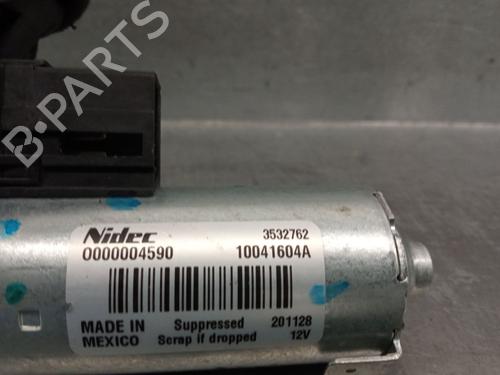 B-PARTS
Nidec 3532762
0000004590 10041604A
MADE IN Suppressed 201128
MEXICO Scrap if dropped 12V